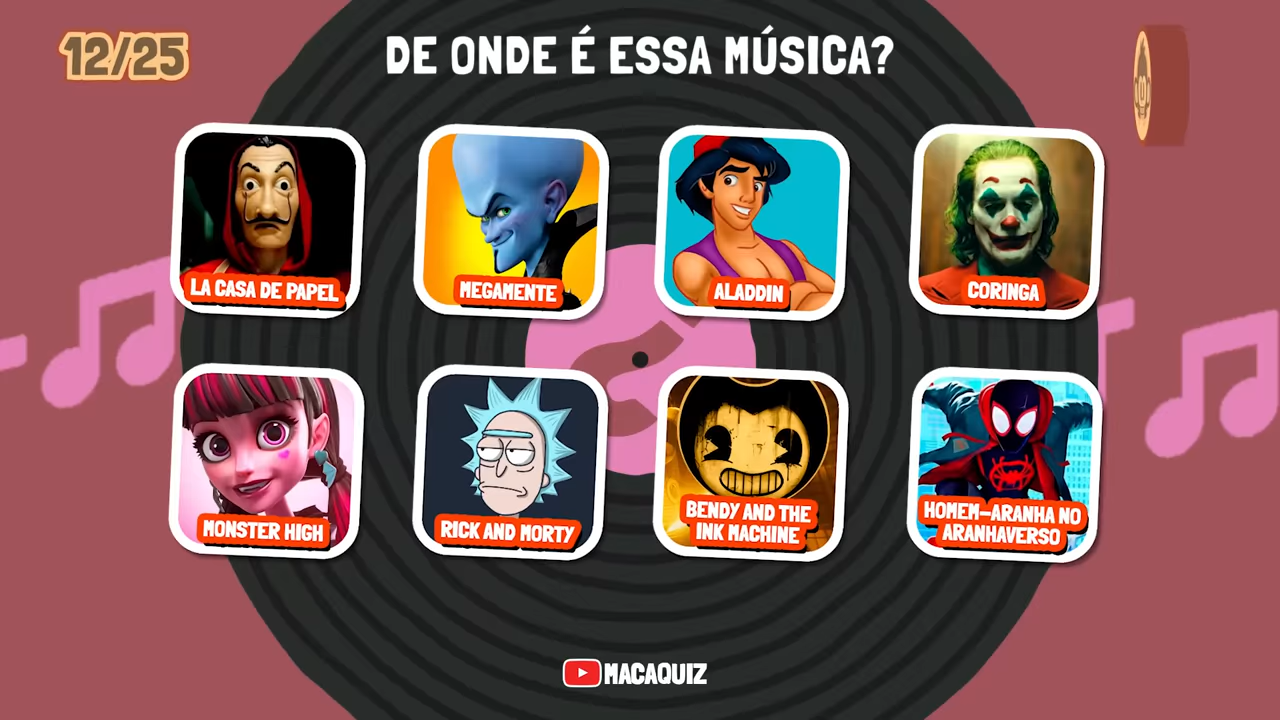 12/25
DE ONDE É ESSA MÚSICA?
LA CASA DE PAPEL
MEGAMENTE
ALADDIN
CORINGA
MONSTER HIGH
RICK AND MORTY
BENDY AND THE
INK MACHINE
HOMEM-ARANHA NO
ARANHAVERSO
MACAQUIZ